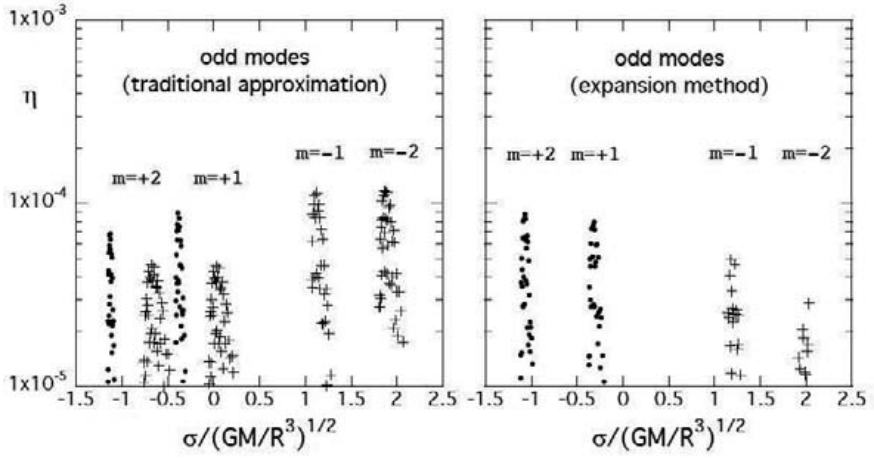 1x10^-3
odd modes
(traditional approximation)
η
m=+2
m=+1
m=-1
m=-2
1x10^-4
1x10^-5
-1.5 -1 -0.5 0 0.5 1 1.5 2 2.5
σ/(GM/R^3)^1/2
odd modes
(expansion method)
m=+2
m=+1
m=-1
m=-2
-1.5 -1 -0.5 0 0.5 1 1.5 2 2.5
σ/(GM/R^3)^1/2